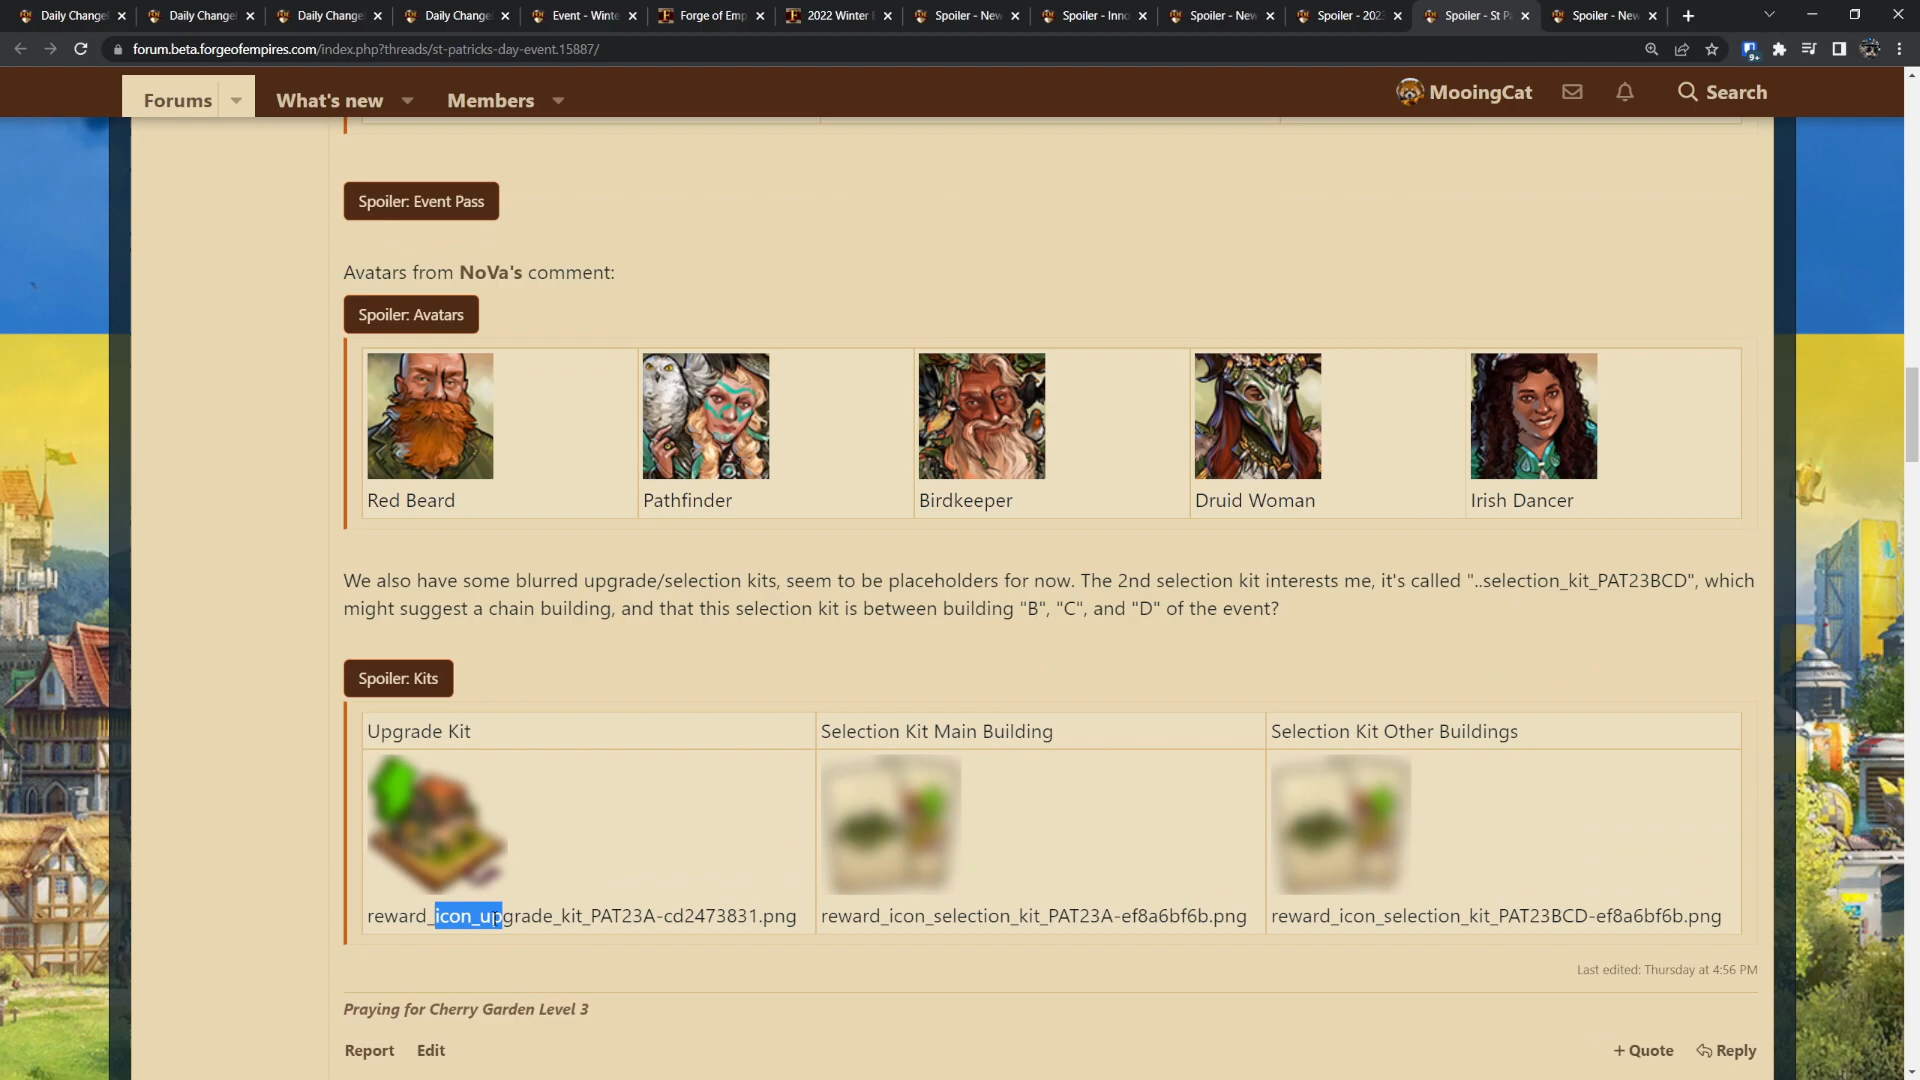 Daily Change
Daily Change
Daily Change
Daily Change
Event - Winte
Forge of Emp
2022 Winter E
Spoiler - New
Spoiler - Inno
Spoiler - New
Spoiler - 202
Spoiler - St Pa
Spoiler - New
forum.beta.forgeofempires.com/index.php?threads/st-patricks-day-event.15887/
9+
Forums
What's new
Members
MooingCat
Search
Spoiler: Event Pass
Avatars from NoVa's comment:
Spoiler: Avatars
Red Beard
Pathfinder
Birdkeeper
Druid Woman
Irish Dancer
We also have some blurred upgrade/selection kits, seem to be placeholders for now. The 2nd selection kit interests me, it's called "..selection_kit_PAT23BCD", which
might suggest a chain building, and that this selection kit is between building "B", "C", and "D" of the event?
Spoiler: Kits
Upgrade Kit
Selection Kit Main Building
Selection Kit Other Buildings
reward_icon_upgrade_kit_PAT23A-cd2473831.png
reward_icon_selection_kit_PAT23A-ef8a6bf6b.png
reward_icon_selection_kit_PAT23BCD-ef8a6bf6b.png
Last edited: Thursday at 4:56 PM
Praying for Cherry Garden Level 3
Report
Edit
+ Quote
Reply